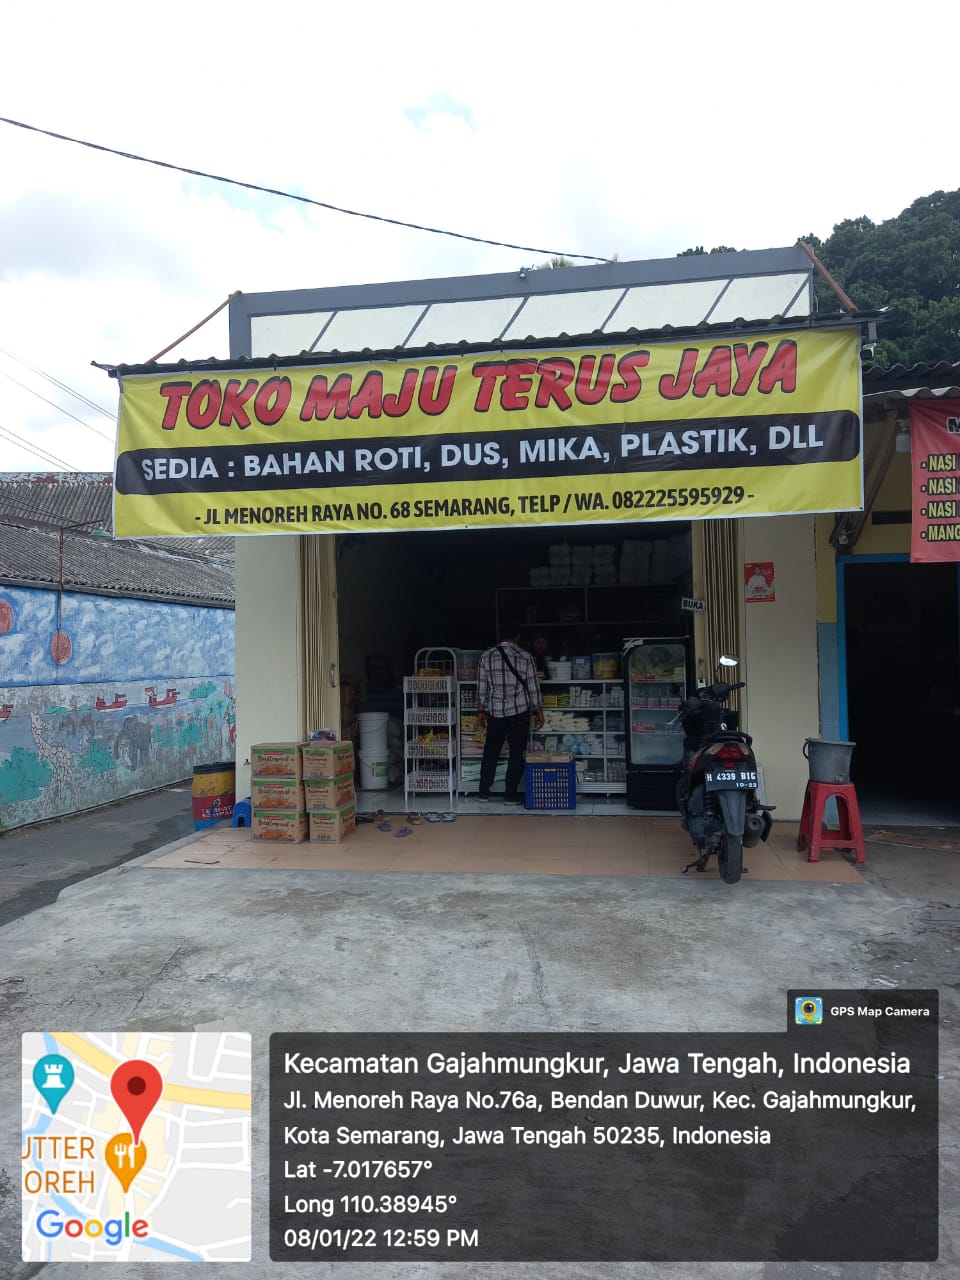 TOKO MAJU TERUS JAYA
SEDIA : BAHAN ROTI, DUS, MIKA, PLASTIK, DLL
- JL MENOREH RAYA NO. 68 SEMARANG, TELP / WA. 082225595929 -
· NASI
· NASI
· NASI
· MANG
BUKA
H 4339 BIG
10-22
GPS Map Camera
Kecamatan Gajahmungkur, Jawa Tengah, Indonesia
Jl. Menoreh Raya No.76a, Bendan Duwur, Kec. Gajahmungkur,
Kota Semarang, Jawa Tengah 50235, Indonesia
Lat -7.017657°
Long 110.38945°
08/01/22 12:59 PM
UTTER
OREH
Google